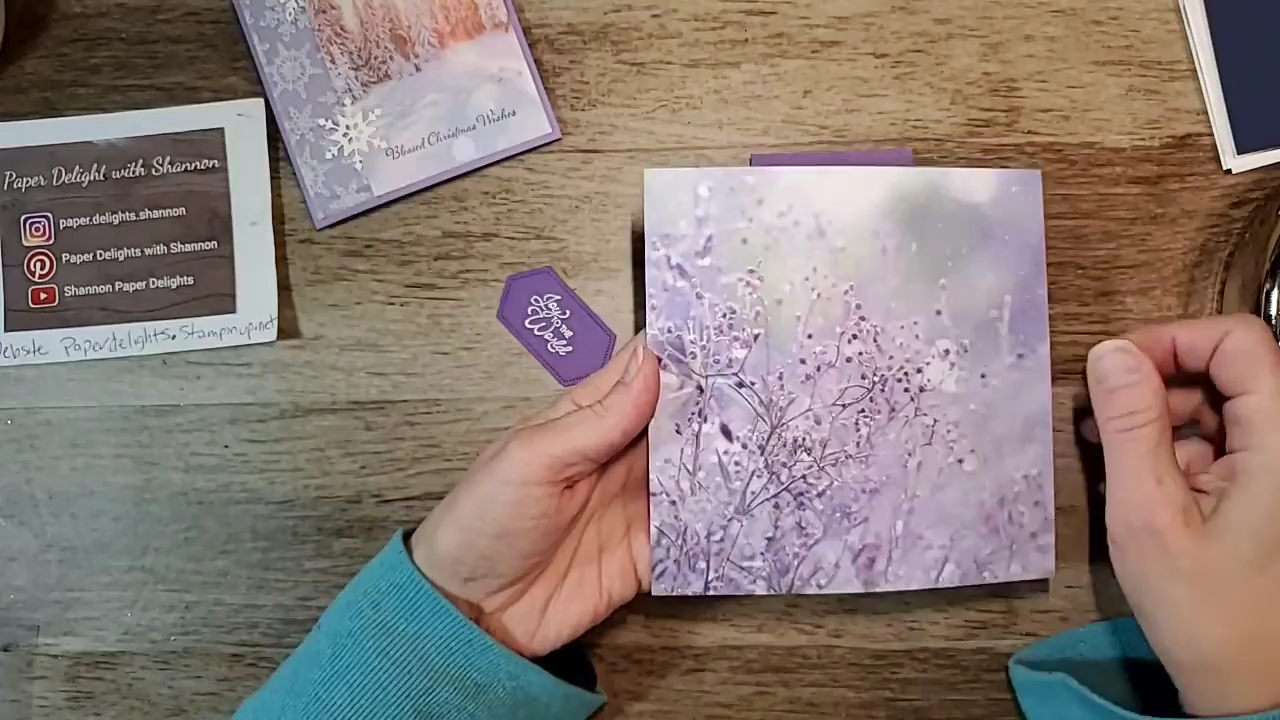 Paper Delight with Shannon
paper.delights.shannon
Paper Delights with Shannon
Shannon Paper Delights
ebsite Paperdelights.stampinup.net
Blessed Christmas Wishes
Joy
TO THE
World